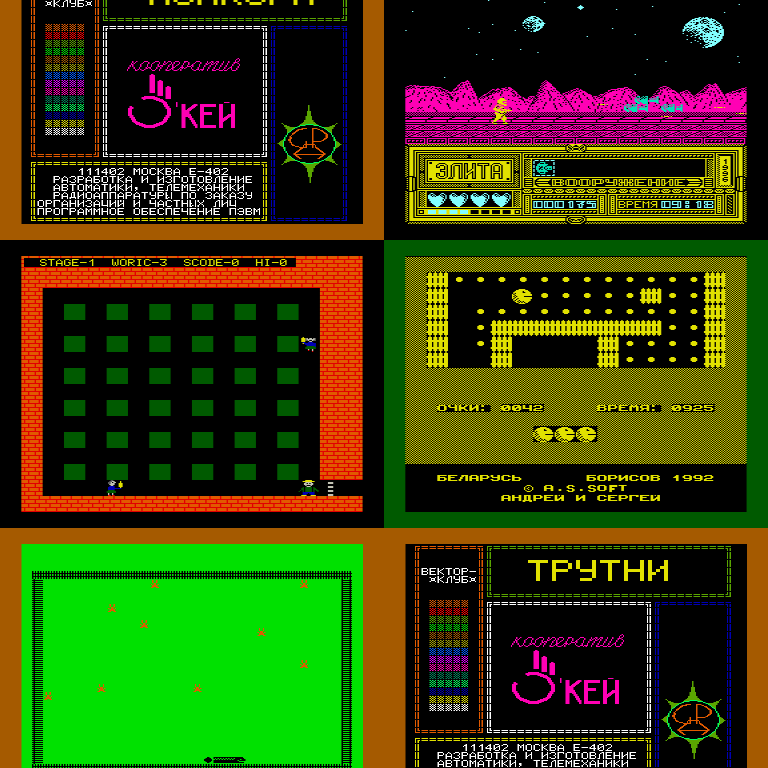 ×КЛУБ×
кооператив
'КЕЙ
111402 МОСКВА Е-402
РАЗРАБОТКА И ИЗГОТОВЛЕНИЕ
АВТОМАТИКИ, ТЕЛЕМЕХАНИКИ
РАДИОАППАРАТУРЫ ПО ЗАКАЗУ
ОРГАНИЗАЦИЙ И ЧАСТНЫХ ЛИЦ
ПРОГРАММНОЕ ОБЕСПЕЧЕНИЕ ПЭВМ
ЭЛИТА
ВООРУЖЕНИЕ
1990
000175
ВРЕМЯ 09:18
STAGE-1 WORIC-3 SCODE-0 HI-0
ОЧКИ: 0042 ВРЕМЯ: 0925
БЕЛАРУСЬ БОРИСОВ 1992
© A.S.SOFT
АНДРЕЙ И СЕРГЕЙ
ВЕКТОР-
×КЛУБ×
ТРУТНИ
кооператив
'КЕЙ
111402 МОСКВА Е-402
РАЗРАБОТКА И ИЗГОТОВЛЕНИЕ
АВТОМАТИКИ, ТЕЛЕМЕХАНИКИ